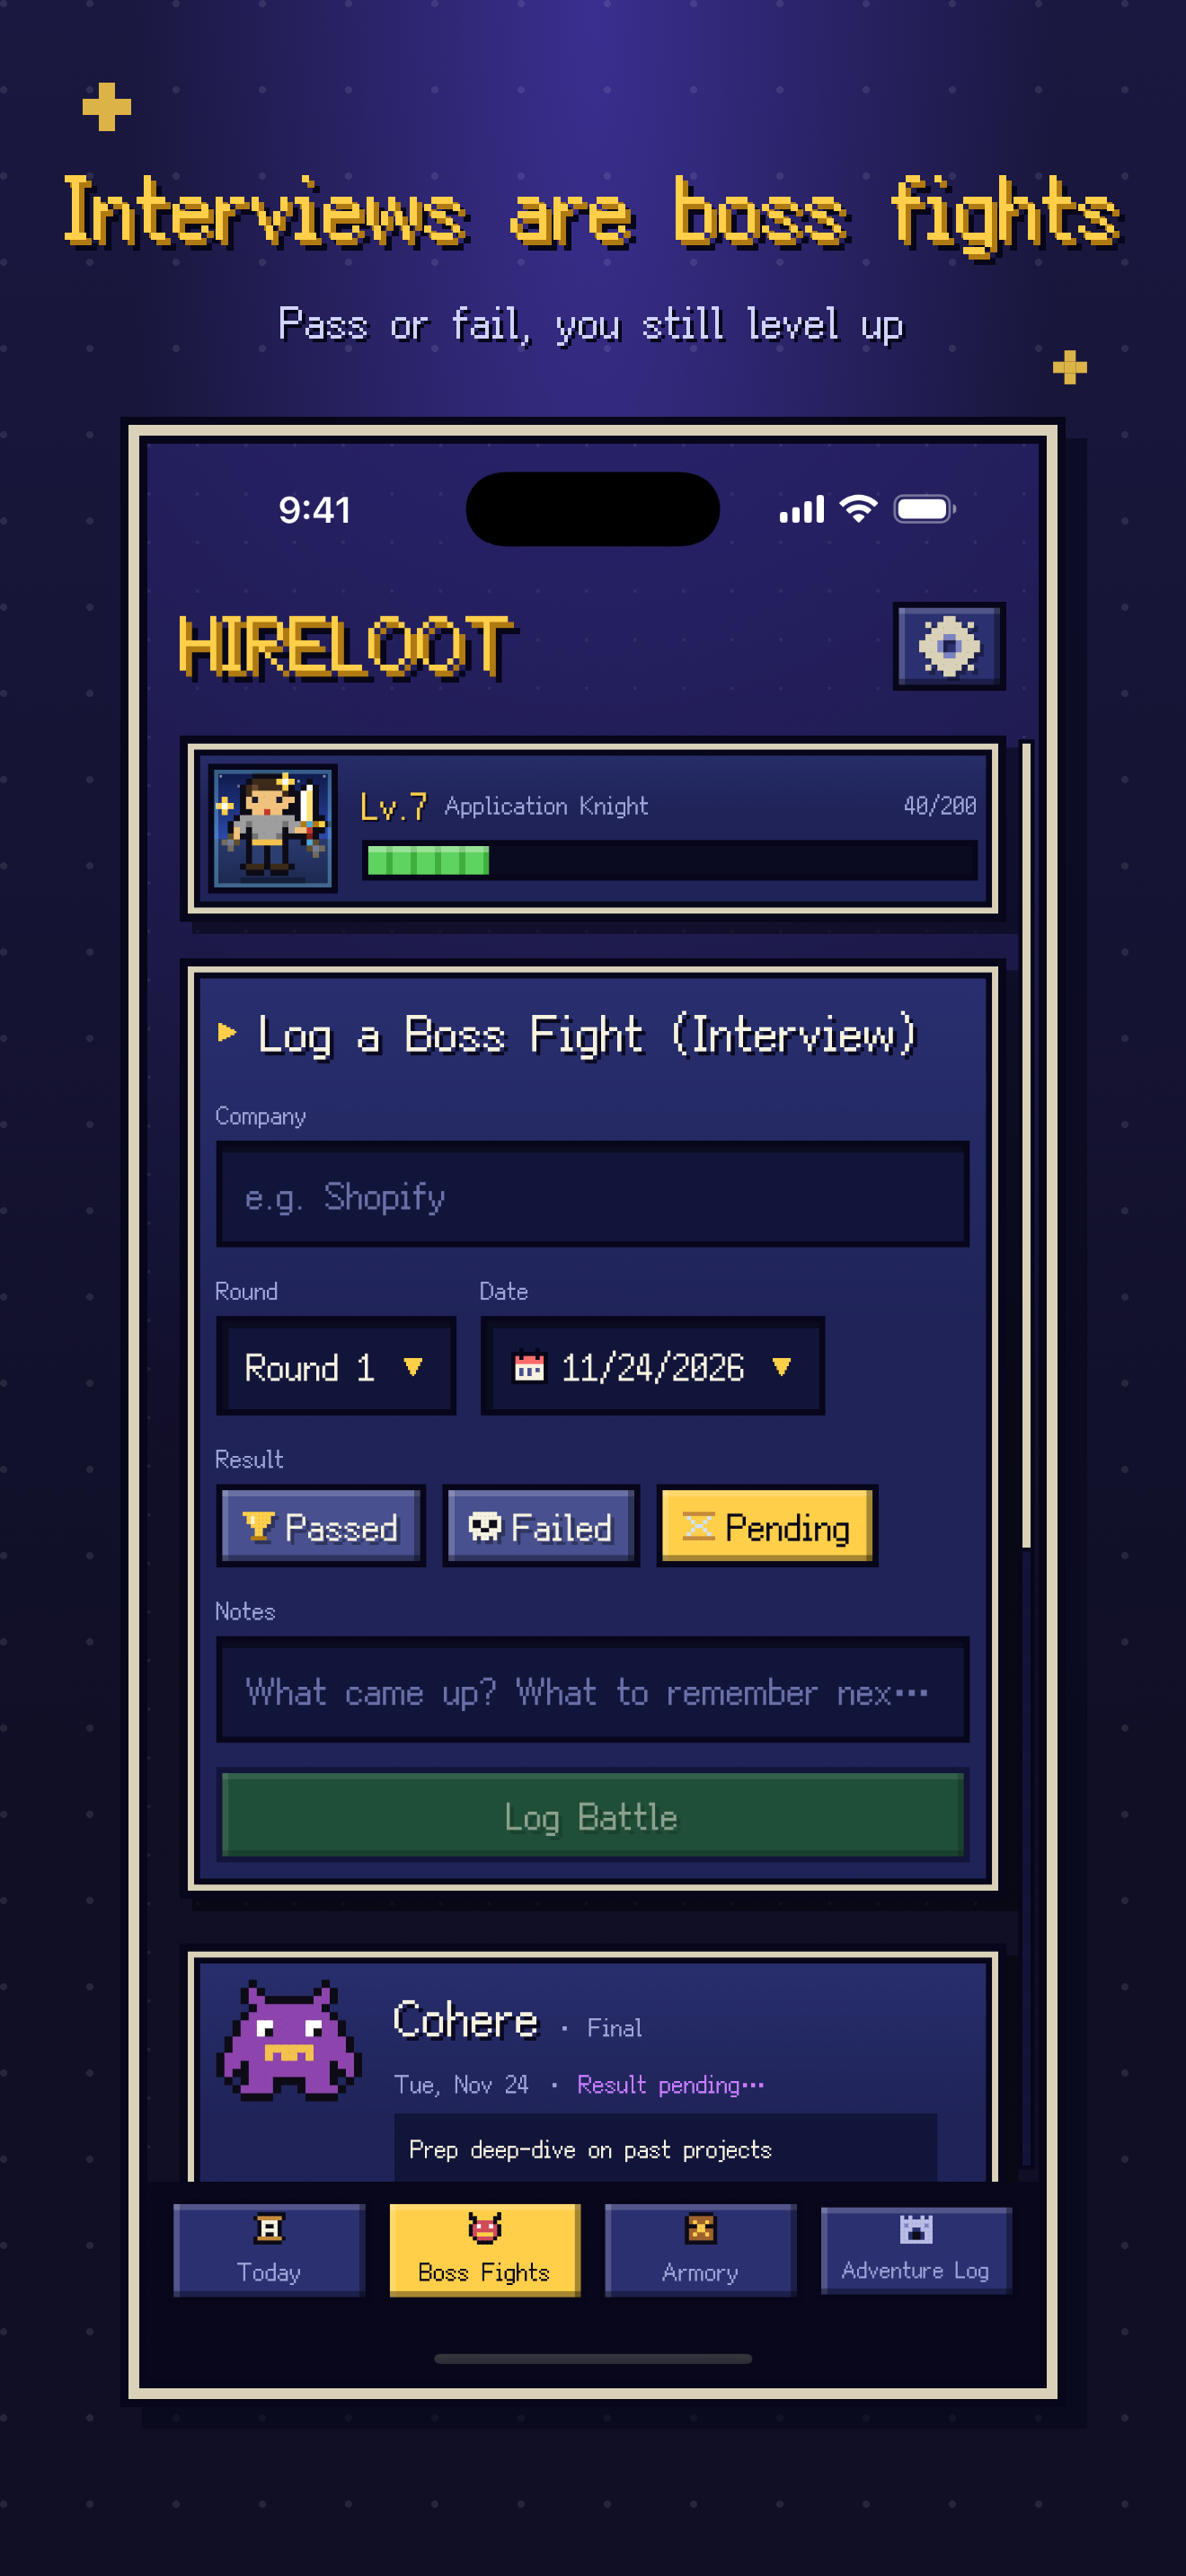 Interviews are boss fights
Pass or fail, you still level up
9:41
HIRELOOT
Lv.7 Application Knight 40/200
Log a Boss Fight (Interview)
Company
e.g. Shopify
Round Date
Round 1 11/24/2026
Result
Passed Failed Pending
Notes
What came up? What to remember nex…
Log Battle
Cohere · Final
Tue, Nov 24 · Result pending…
Prep deep-dive on past projects
Today Boss Fights Armory Adventure Log